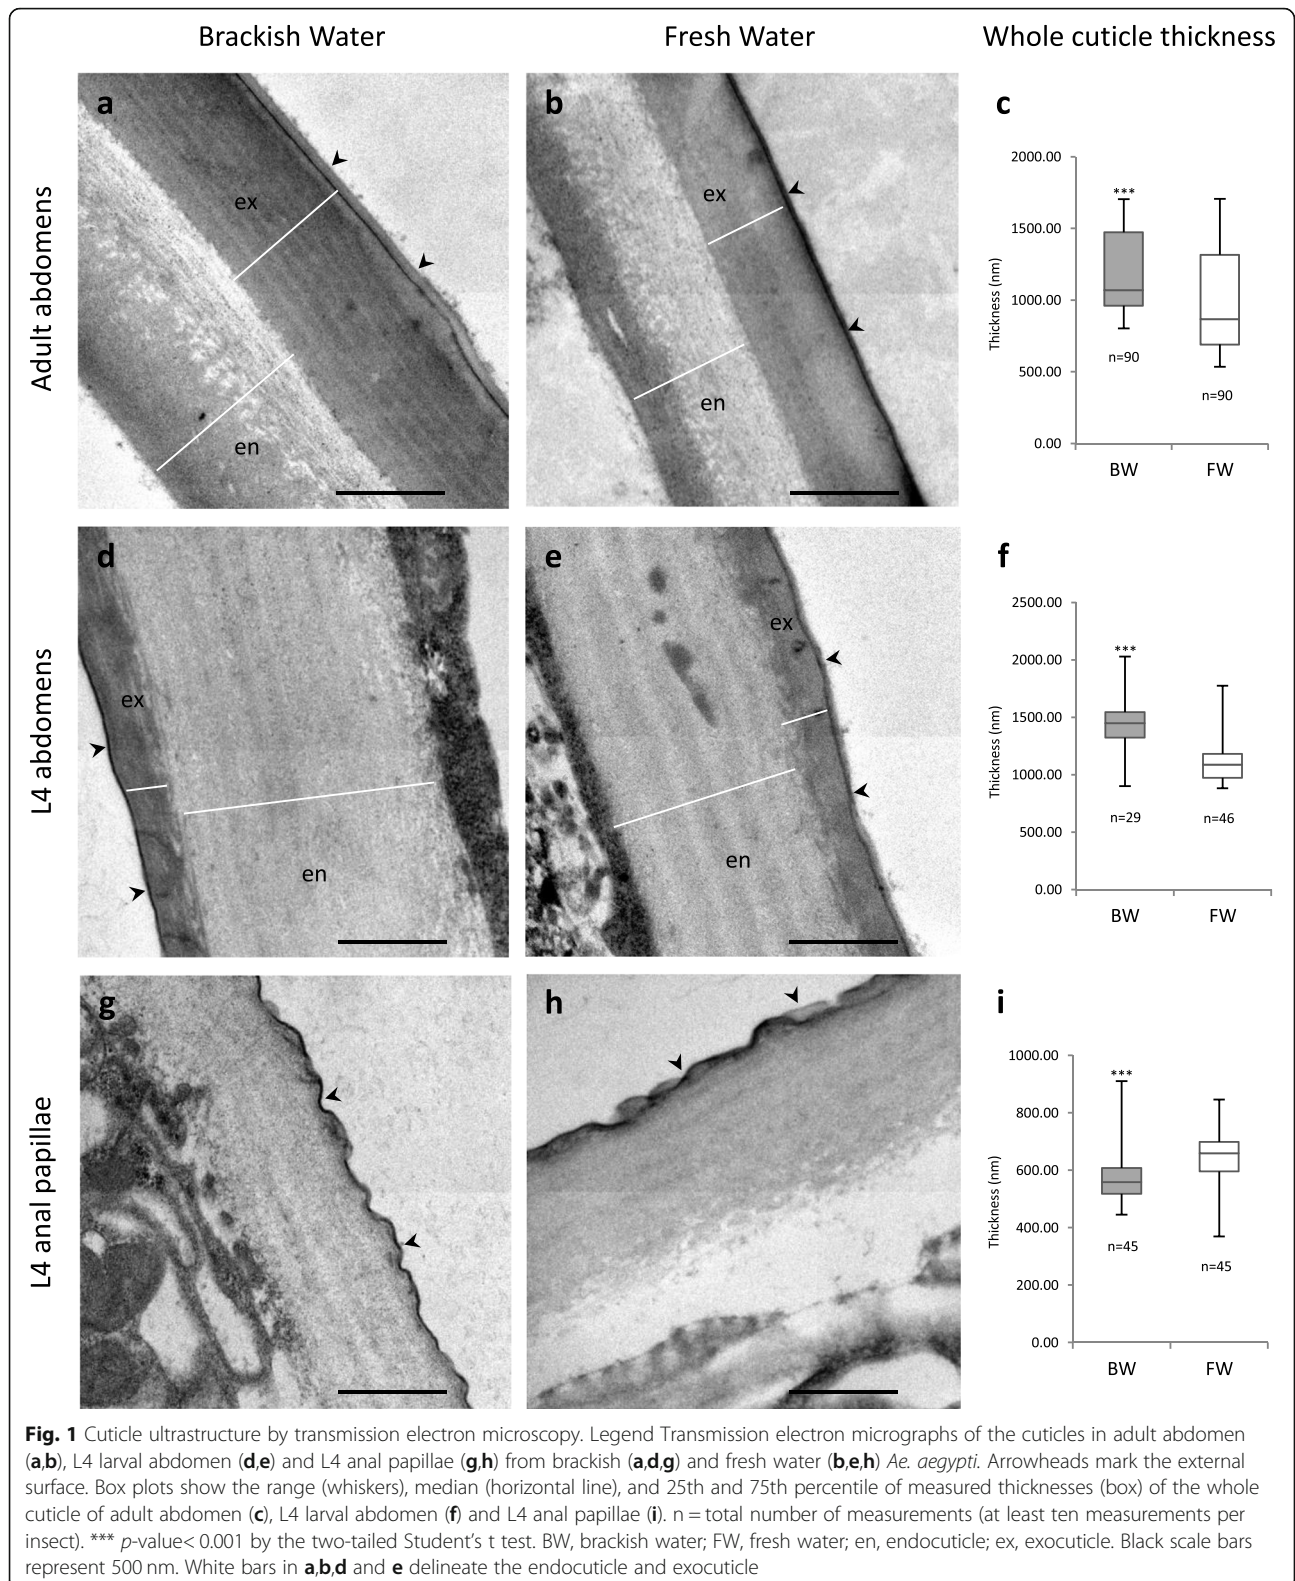 Brackish Water
Fresh Water
Whole cuticle thickness
Adult abdomens
a
ex
en
b
ex
en
c
2000.00
1500.00
1000.00
500.00
0.00
Thickness (nm)
***
n=90
n=90
BW
FW
L4 abdomens
d
ex
en
e
ex
en
f
2500.00
2000.00
1500.00
1000.00
500.00
0.00
Thickness (nm)
***
n=29
n=46
BW
FW
L4 anal papillae
g
h
i
1000.00
800.00
600.00
400.00
200.00
0.00
Thickness (nm)
***
n=45
n=45
BW
FW
Fig. 1 Cuticle ultrastructure by transmission electron microscopy. Legend Transmission electron micrographs of the cuticles in adult abdomen
(a,b), L4 larval abdomen (d,e) and L4 anal papillae (g,h) from brackish (a,d,g) and fresh water (b,e,h) Ae. aegypti. Arrowheads mark the external
surface. Box plots show the range (whiskers), median (horizontal line), and 25th and 75th percentile of measured thicknesses (box) of the whole
cuticle of adult abdomen (c), L4 larval abdomen (f) and L4 anal papillae (i). n = total number of measurements (at least ten measurements per
insect). *** p-value< 0.001 by the two-tailed Student's t test. BW, brackish water; FW, fresh water; en, endocuticle; ex, exocuticle. Black scale bars
represent 500 nm. White bars in a,b,d and e delineate the endocuticle and exocuticle